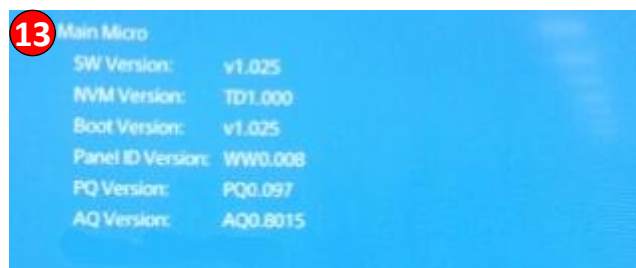 13
Main Micro
SW Version: v1.025
NVM Version: TD1.000
Boot Version: v1.025
Panel ID Version: WW0.008
PQ Version: PQ0.097
AQ Version: AQ0.8015